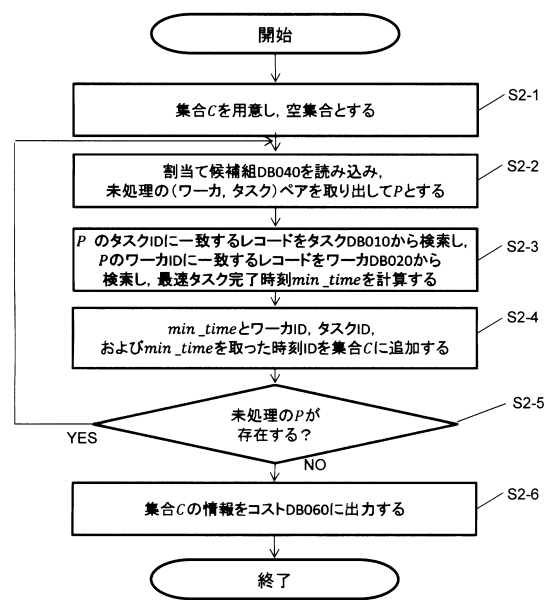 開始
集合Cを用意し，空集合とする
S2-1
割当て候補組DB040を読み込み，
未処理の(ワーカ，タスク)ペアを取り出してPとする
S2-2
P のタスクIDに一致するレコードをタスクDB010から検索し，
PのワーカIDに一致するレコードをワーカDB020から
検索し，最速タスク完了時刻min_timeを計算する
S2-3
min_timeとワーカID，タスクID，
およびmin_timeを取った時刻IDを集合Cに追加する
S2-4
未処理のPが
存在する？
S2-5
YES
NO
集合Cの情報をコストDB060に出力する
S2-6
終了